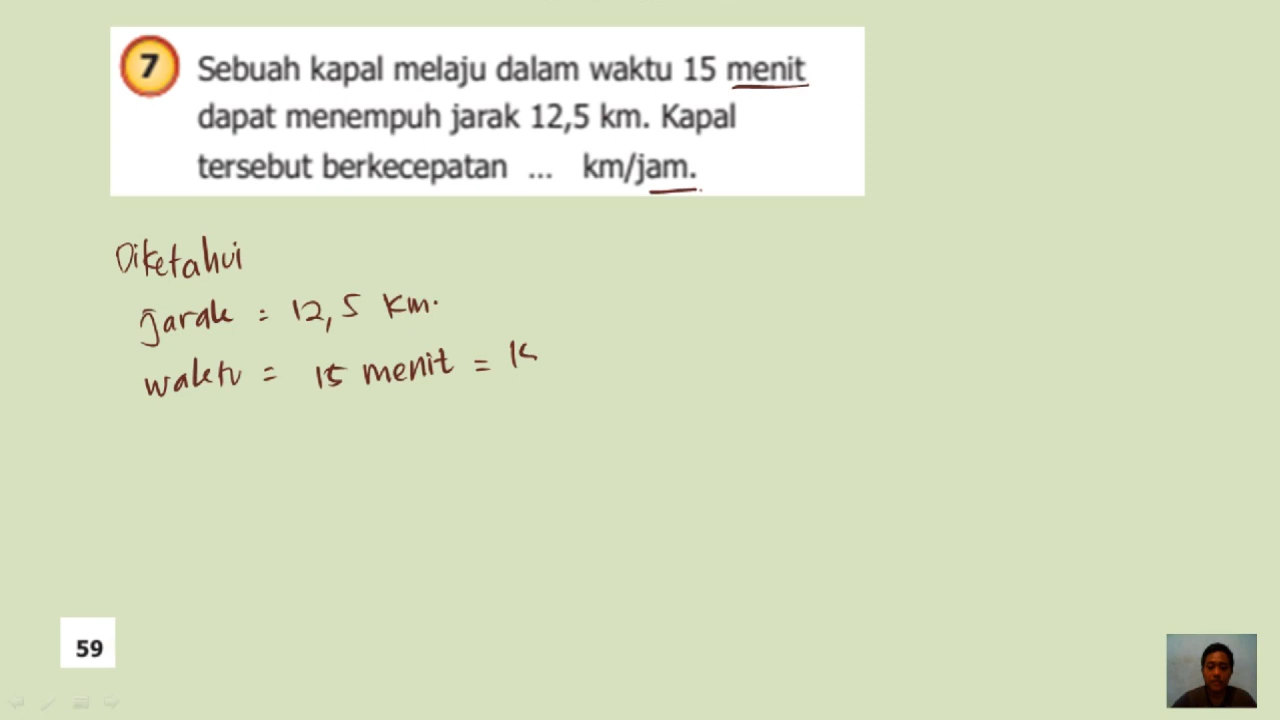 7 Sebuah kapal melaju dalam waktu 15 menit
dapat menempuh jarak 12,5 km. Kapal
tersebut berkecepatan ... km/jam.
Diketahui
jarak = 12,5 km.
waktu = 15 menit = 15
59